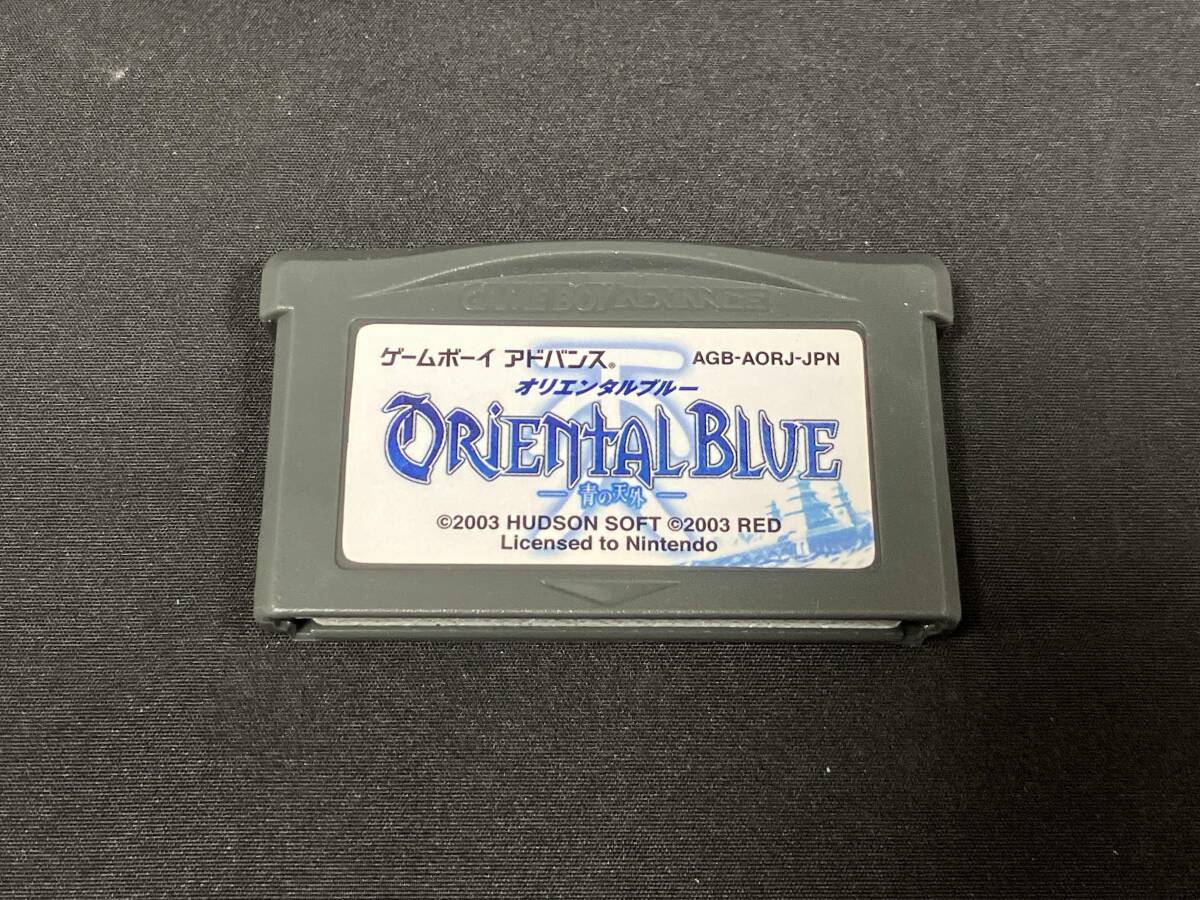 GAME BOY ADVANCE
ゲームボーイ アドバンス® AGB-AORJ-JPN
オリエンタルブルー
ORIENTAL BLUE
青の天外
©2003 HUDSON SOFT ©2003 RED
Licensed to Nintendo